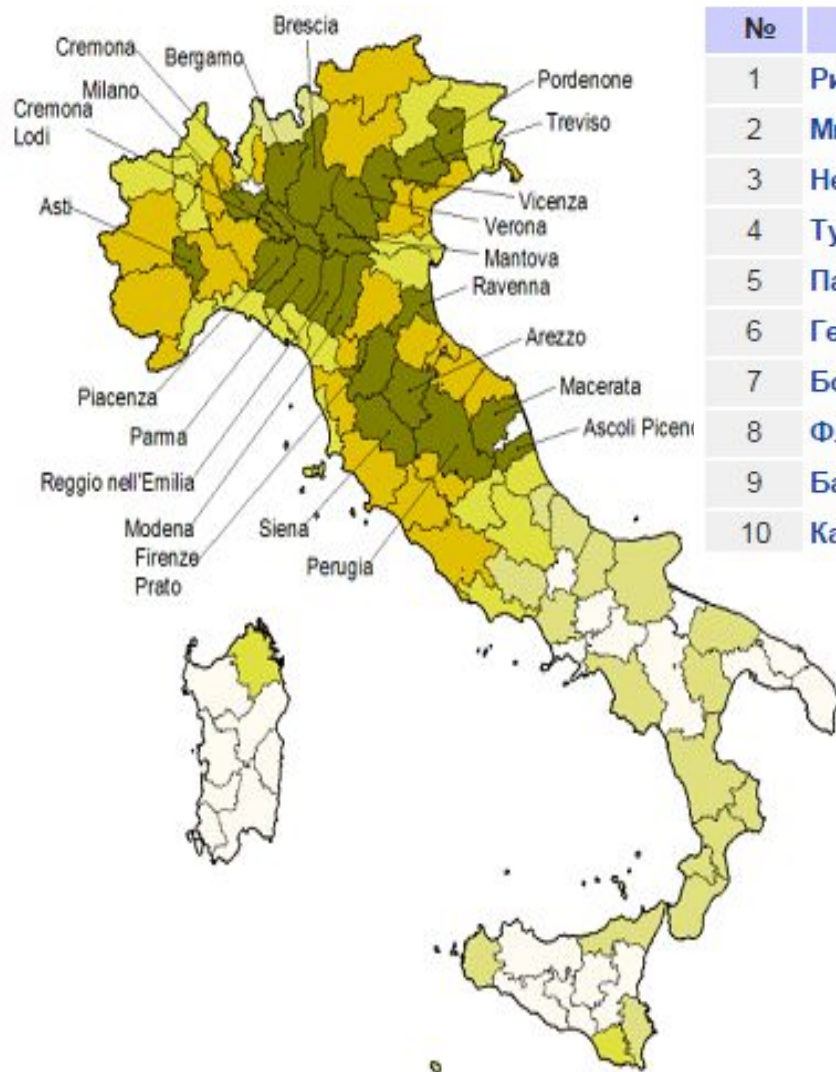 Brescia
Cremona
Bergamo
Milano
Cremona
Lodi
Asti
Pordenone
Treviso
Vicenza
Verona
Mantova
Ravenna
Arezzo
Macerata
Ascoli Picen
Piacenza
Parma
Reggio nell'Emilia
Modena
Firenze
Prato
Siena
Perugia
№
1 Ри
2 Ми
3 Не
4 Ту
5 Па
6 Ге
7 Бо
8 Ф
9 Ба
10 Ка